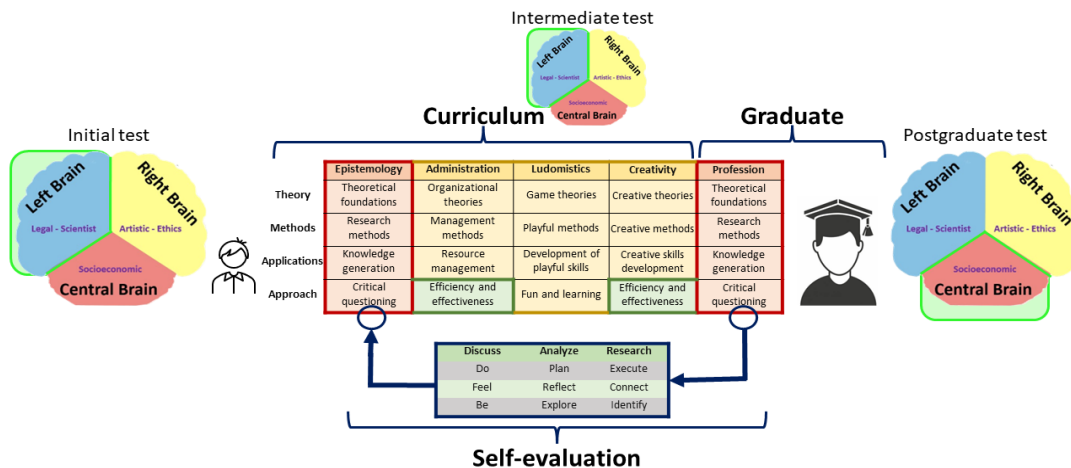 Intermediate test
Left Brain
Right Brain
Legal - Scientist
Artistic - Ethics
Socioeconomic
Central Brain
Curriculum
Graduate
Initial test
Left Brain
Right Brain
Legal - Scientist
Artistic - Ethics
Socioeconomic
Central Brain
Postgraduate test
Left Brain
Right Brain
Legal - Scientist
Artistic - Ethics
Socioeconomic
Central Brain
Epistemology Administration Ludomistics Creativity Profession
Theory
Theoretical foundations
Organizational theories
Game theories
Creative theories
Theoretical foundations
Methods
Research methods
Management methods
Playful methods
Creative methods
Research methods
Applications
Knowledge generation
Resource management
Development of playful skills
Creative skills development
Knowledge generation
Approach
Critical questioning
Efficiency and effectiveness
Fun and learning
Efficiency and effectiveness
Critical questioning
Discuss Analyze Research
Do Plan Execute
Feel Reflect Connect
Be Explore Identify
Self-evaluation